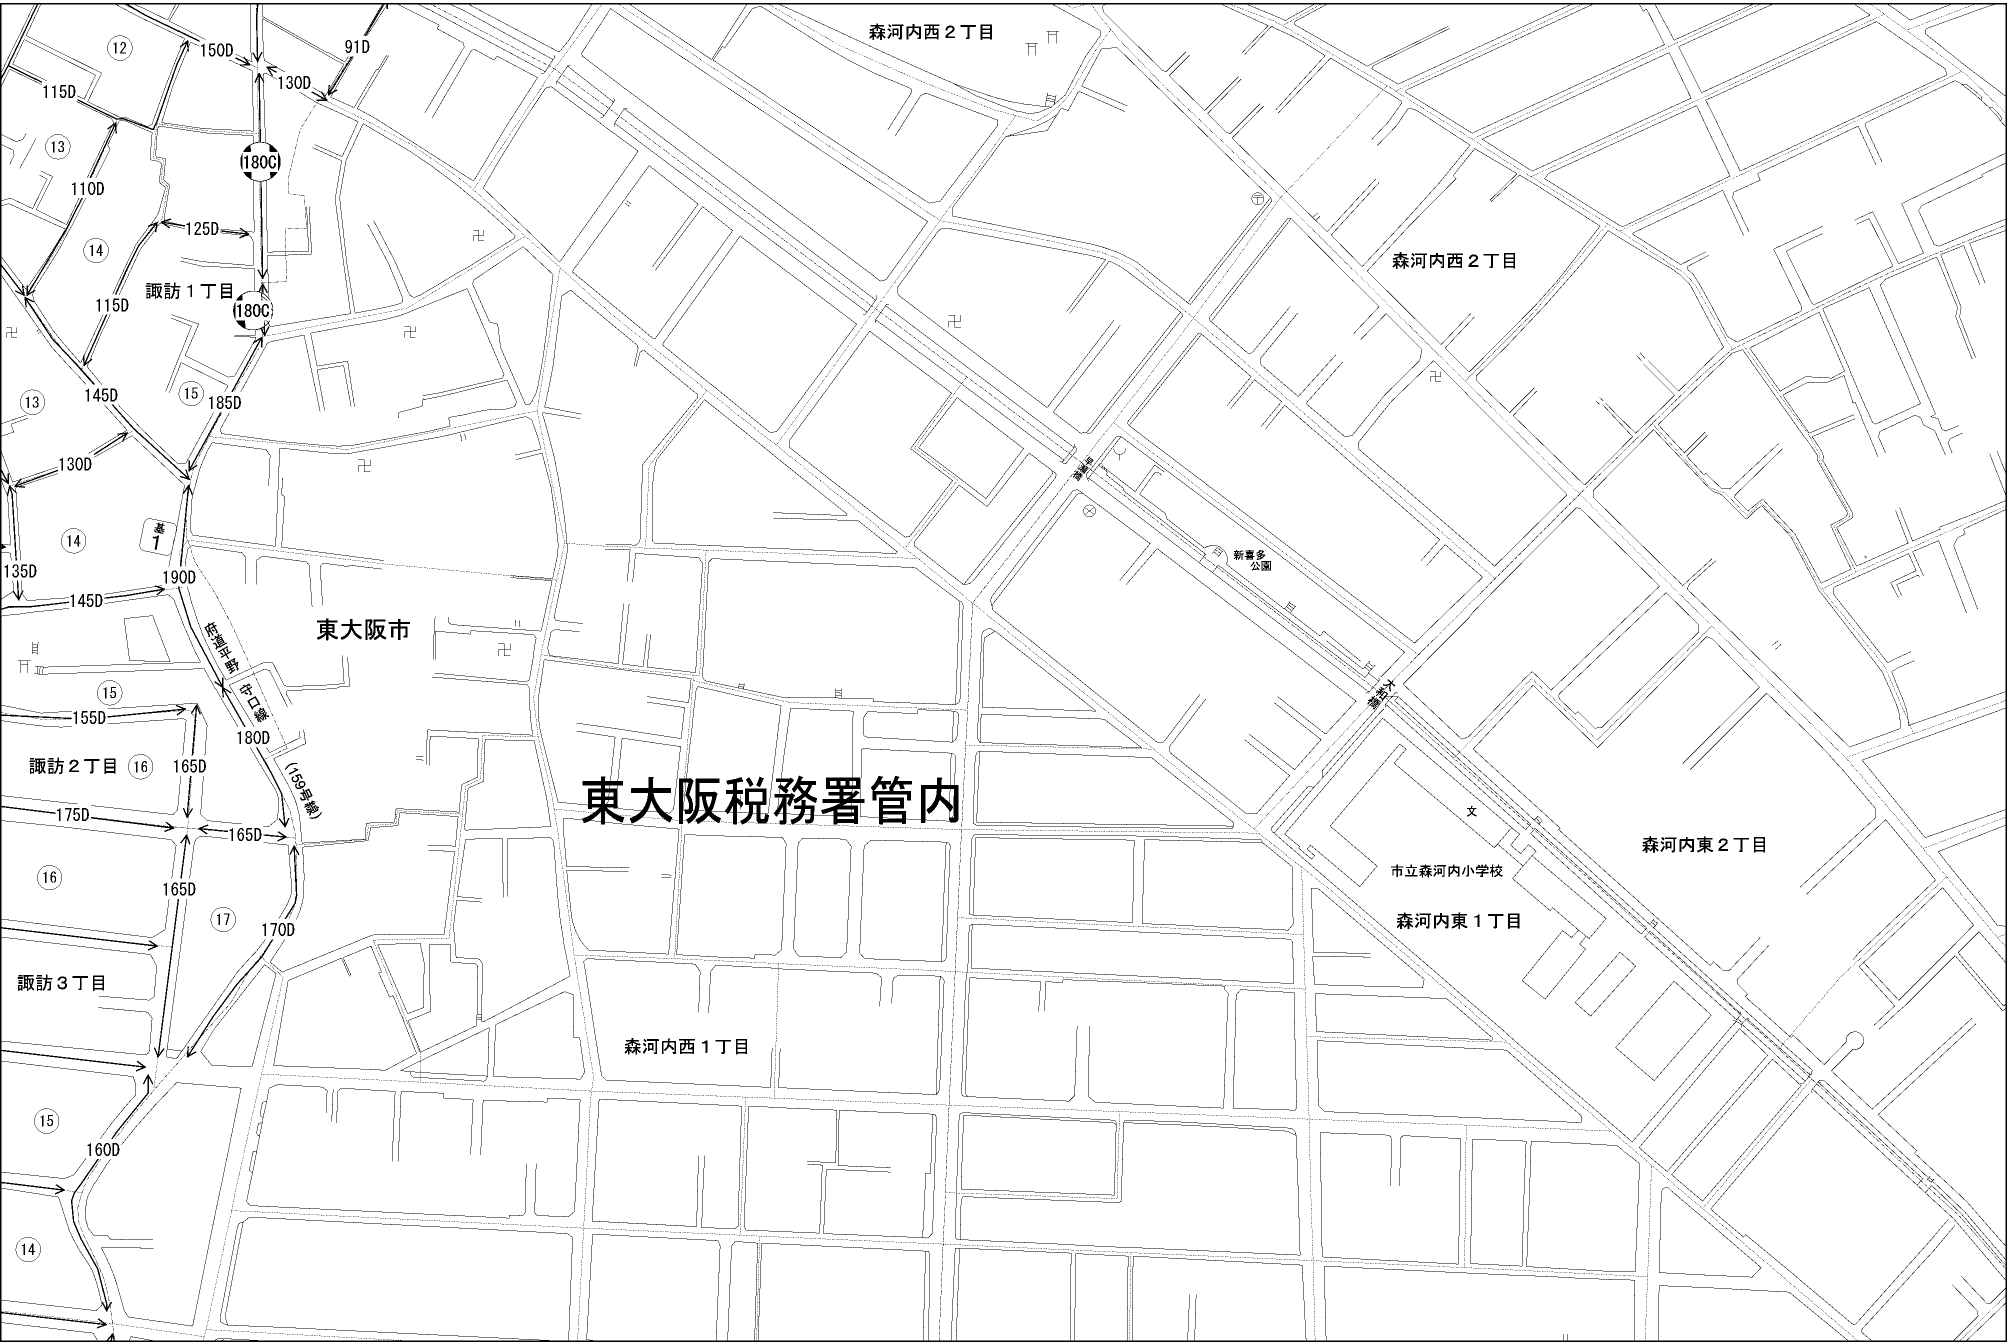 森河内西２丁目
12
150D
91D
130D
115D
13
180C
110D
125D
14
諏訪１丁目
115D
180C
森河内西２丁目
13
145D
15
185D
130D
14
基
1
135D
190D
145D
新喜多
公園
東大阪市
府道平野
守口線
(159号線)
15
155D
180D
大和橋
諏訪２丁目
16
165D
東大阪税務署管内
175D
165D
文
森河内東２丁目
市立森河内小学校
16
165D
17
170D
森河内東１丁目
諏訪３丁目
森河内西１丁目
15
160D
14